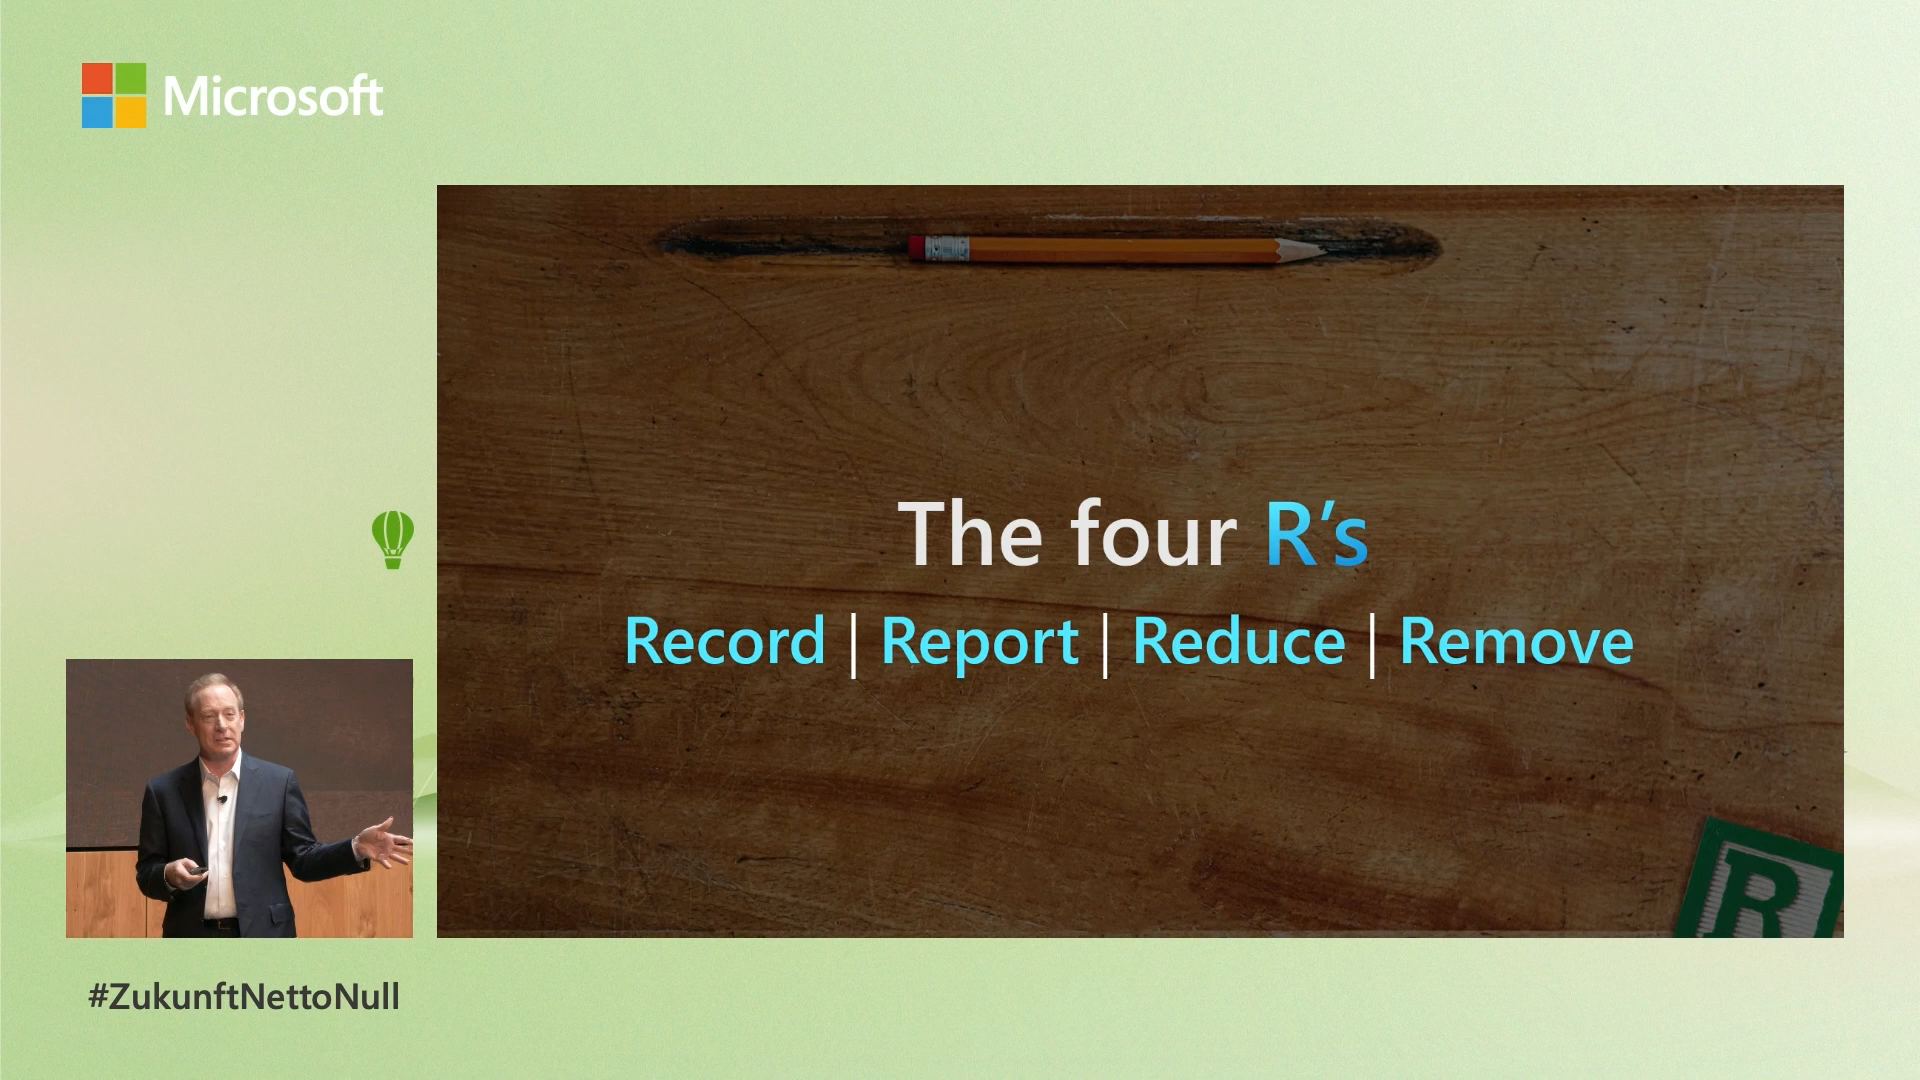 Microsoft
The four R’s
Record | Report | Reduce | Remove
R
#ZukunftNettoNull